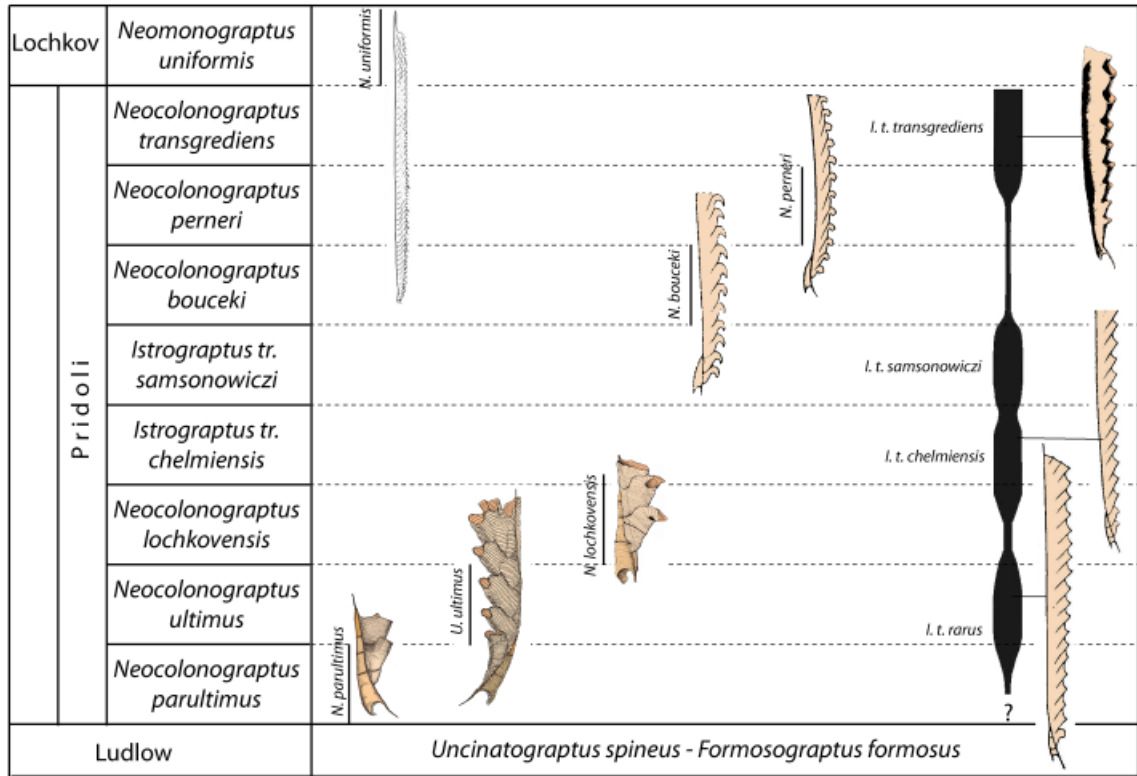 Lochkov
Neomonograptus
uniformis
N. uniformis
Pridoli
Neocolonograptus
transgrediens
I. t. transgrediens
Neocolonograptus
perneri
N. perneri
Neocolonograptus
bouceki
N. bouceki
Istrograptus tr.
samsonowiczi
I. t. samsonowiczi
Istrograptus tr.
chelmiensis
I. t. chelmiensis
Neocolonograptus
lochkovensis
N. lochkovensis
Neocolonograptus
ultimus
U. ultimus
I. t. rarus
Neocolonograptus
parultimus
N. parultimus
?
Ludlow
Uncinatograptus spineus - Formosograptus formosus